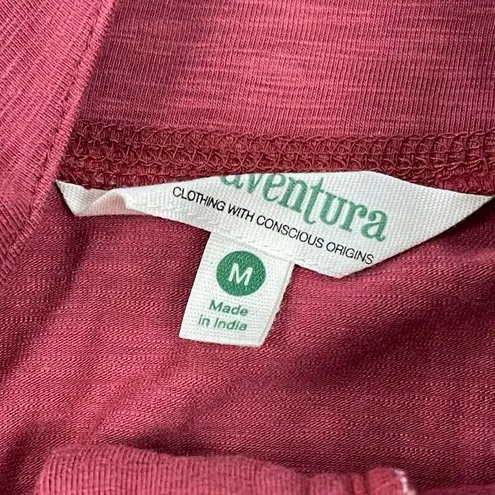 aventura
CLOTHING WITH CONSCIOUS ORIGINS
M
Made
in India